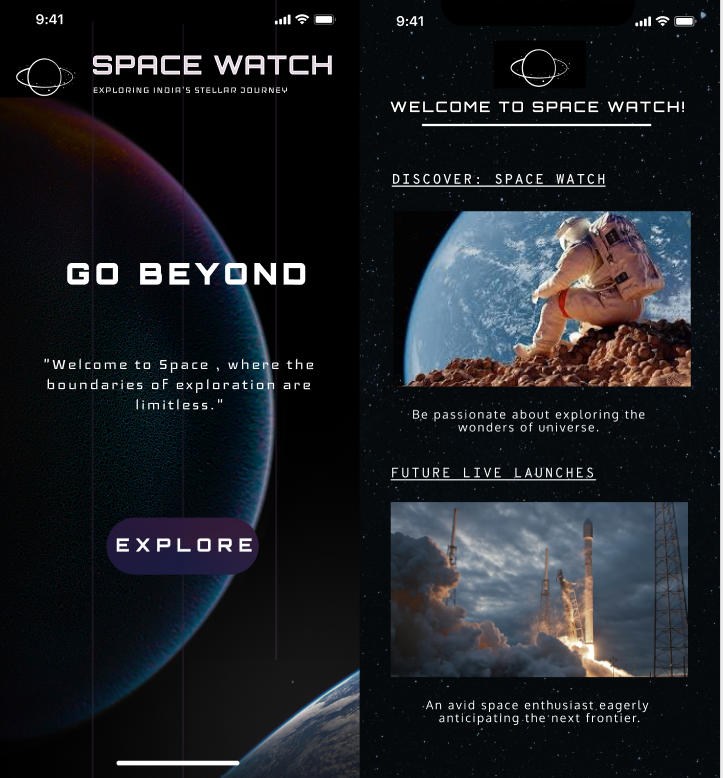 9:41
SPACE WATCH
EXPLORING INDIA'S STELLAR JOURNEY
GO BEYOND
"Welcome to Space , where the
boundaries of exploration are
limitless."
EXPLORE
9:41
WELCOME TO SPACE WATCH!
DISCOVER: SPACE WATCH
Be passionate about exploring the
wonders of universe.
FUTURE LIVE LAUNCHES
An avid space enthusiast eagerly
anticipating the next frontier.